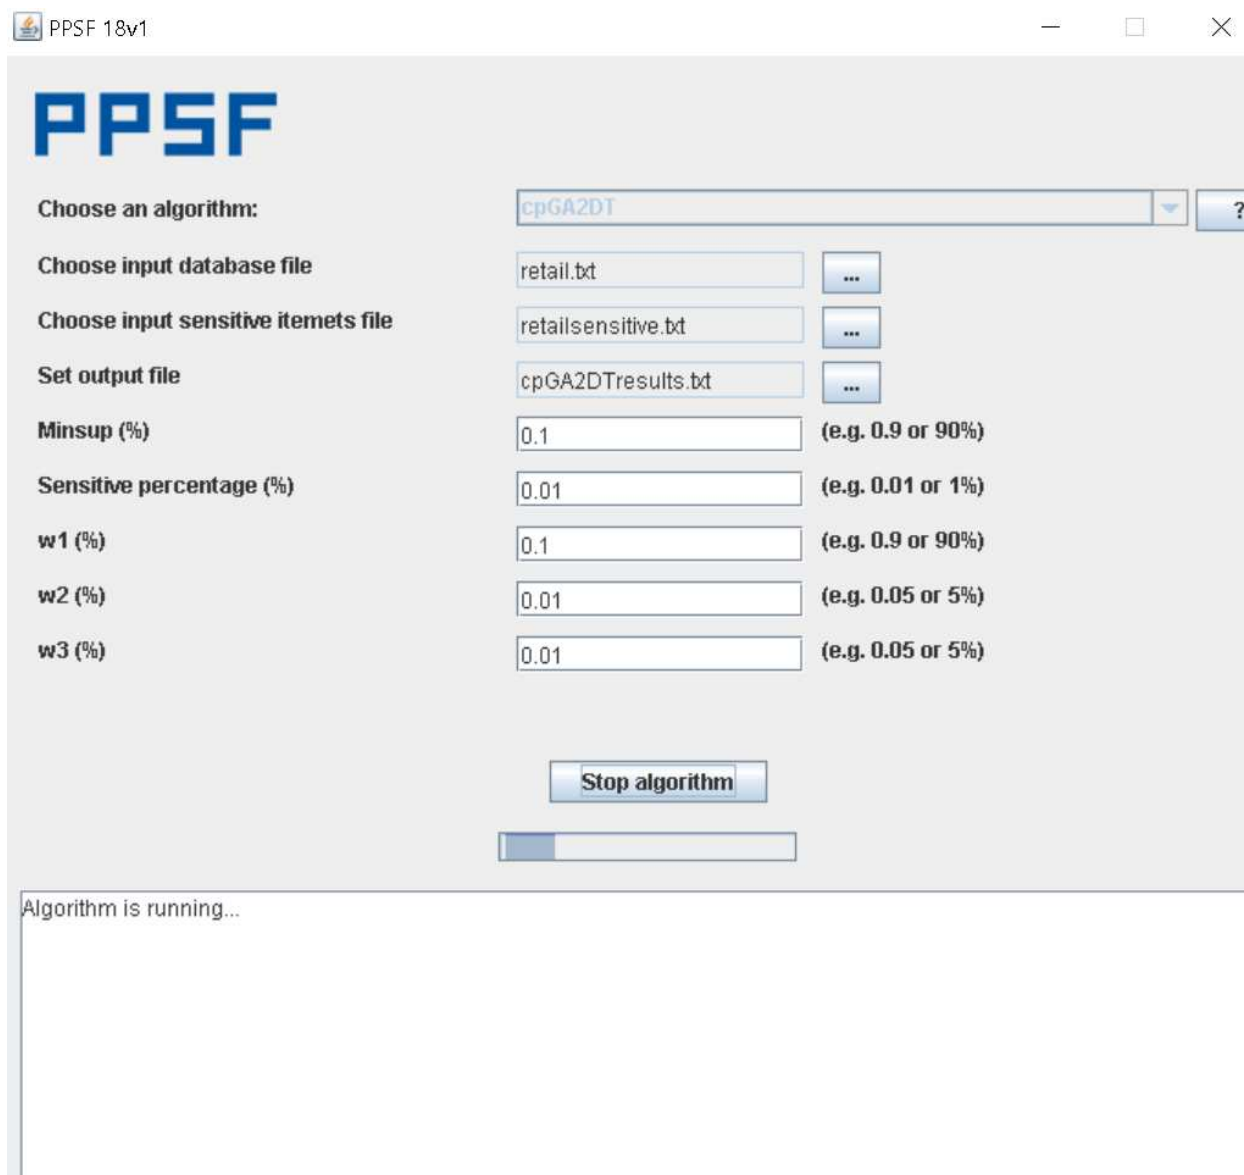 PPSF 18v1
PPSF
Choose an algorithm: cpGA2DT ?
Choose input database file retail.txt ...
Choose input sensitive itemets file retailsensitive.txt ...
Set output file cpGA2DTresults.txt ...
Minsup (%) 0.1 (e.g. 0.9 or 90%)
Sensitive percentage (%) 0.01 (e.g. 0.01 or 1%)
w1 (%) 0.1 (e.g. 0.9 or 90%)
w2 (%) 0.01 (e.g. 0.05 or 5%)
w3 (%) 0.01 (e.g. 0.05 or 5%)
Stop algorithm
Algorithm is running...